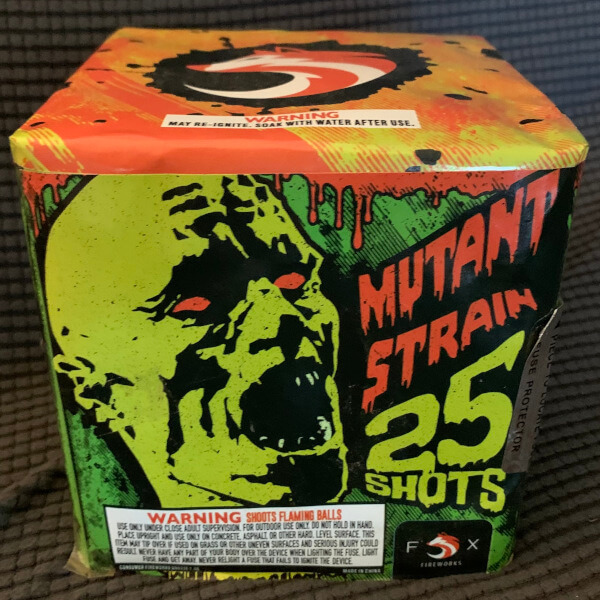 WARNING
MAY RE-IGNITE. SOAK WITH WATER AFTER USE.
MUTANT
STRAIN
25
SHOTS
FUSE PROTECTOR
WARNING SHOOTS FLAMING BALLS
USE ONLY UNDER CLOSE ADULT SUPERVISION. FOR OUTDOOR USE ONLY. DO NOT HOLD IN HAND.
PLACE UPRIGHT AND USE ONLY ON CONCRETE, ASPHALT, OR OTHER HARD, LEVEL SURFACE. THIS
ITEM MAY TIP OVER IF USED ON GRASS OR OTHER UNEVEN SURFACES AND SERIOUS INJURY COULD
RESULT. NEVER HAVE ANY PART OF YOUR BODY OVER THE DEVICE WHEN LIGHTING THE FUSE. LIGHT
FUSE AND GET AWAY. NEVER RELIGHT A FUSE THAT FAILS TO IGNITE THE DEVICE.
CONSUMER FIREWORKS MADE IN CHINA
F X
FIREWORKS